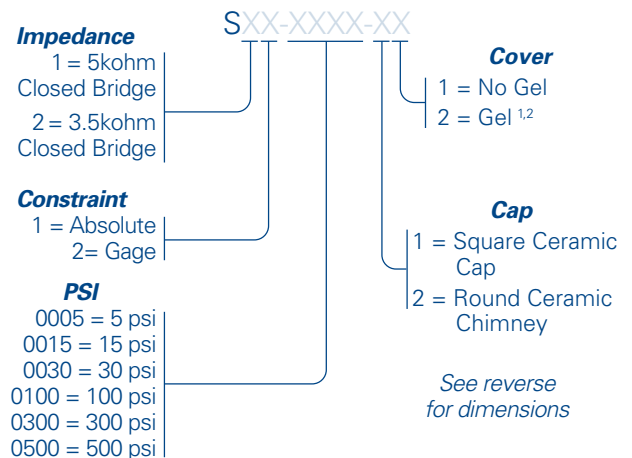 SXX-XXXX-XX
Impedance
1 = 5kohm
Closed Bridge
2 = 3.5kohm
Closed Bridge
Constraint
1 = Absolute
2= Gage
PSI
0005 = 5 psi
0015 = 15 psi
0030 = 30 psi
0100 = 100 psi
0300 = 300 psi
0500 = 500 psi
Cover
1 = No Gel
2 = Gel 1,2
Cap
1 = Square Ceramic
Cap
2 = Round Ceramic
Chimney
See reverse
for dimensions